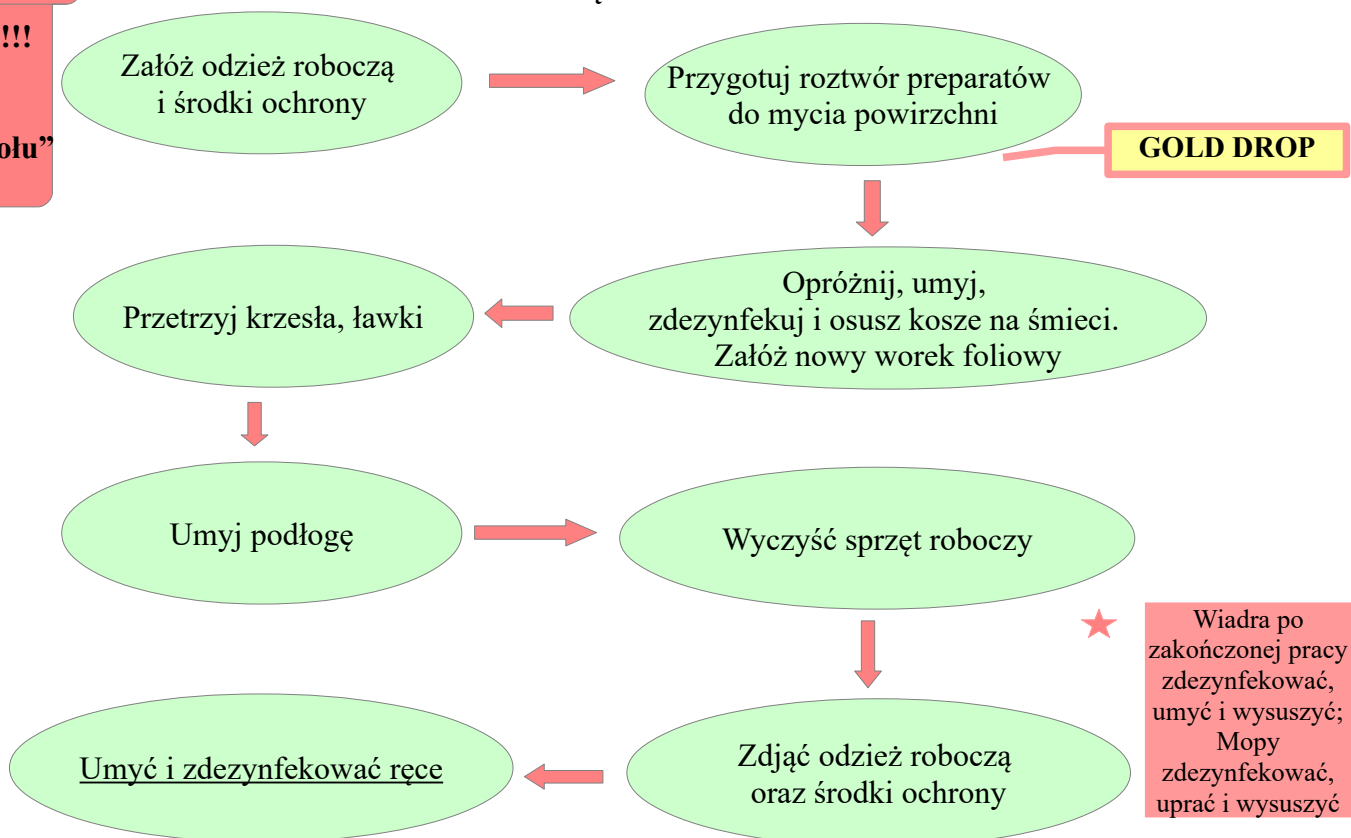 !!!
ołu”
Załóż odzież roboczą
i środki ochrony
Przygotuj roztwór preparatów
do mycia powirzchni
GOLD DROP
Opróżnij, umyj,
zdezynfekuj i osusz kosze na śmieci.
Załóż nowy worek foliowy
Przetrzyj krzesła, ławki
Umyj podłogę
Wyczyść sprzęt roboczy
Wiadra po
zakończonej pracy
zdezynfekować,
umyć i wysuszyć;
Mopy
zdezynfekować,
uprać i wysuszyć
Zdjąć odzież roboczą
oraz środki ochrony
Umyć i zdezynfekować ręce